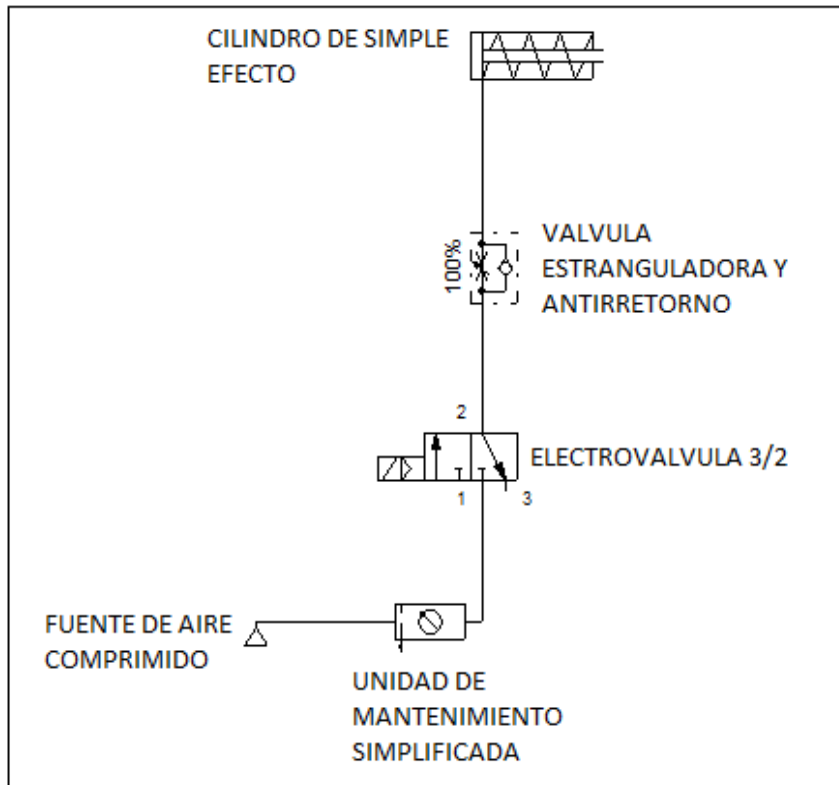 CILINDRO DE SIMPLE
EFECTO
100%
VALVULA
ESTRANGULADORA Y
ANTIRRETORNO
2
ELECTROVALVULA 3/2
1
3
FUENTE DE AIRE
COMPRIMIDO
UNIDAD DE
MANTENIMIENTO
SIMPLIFICADA